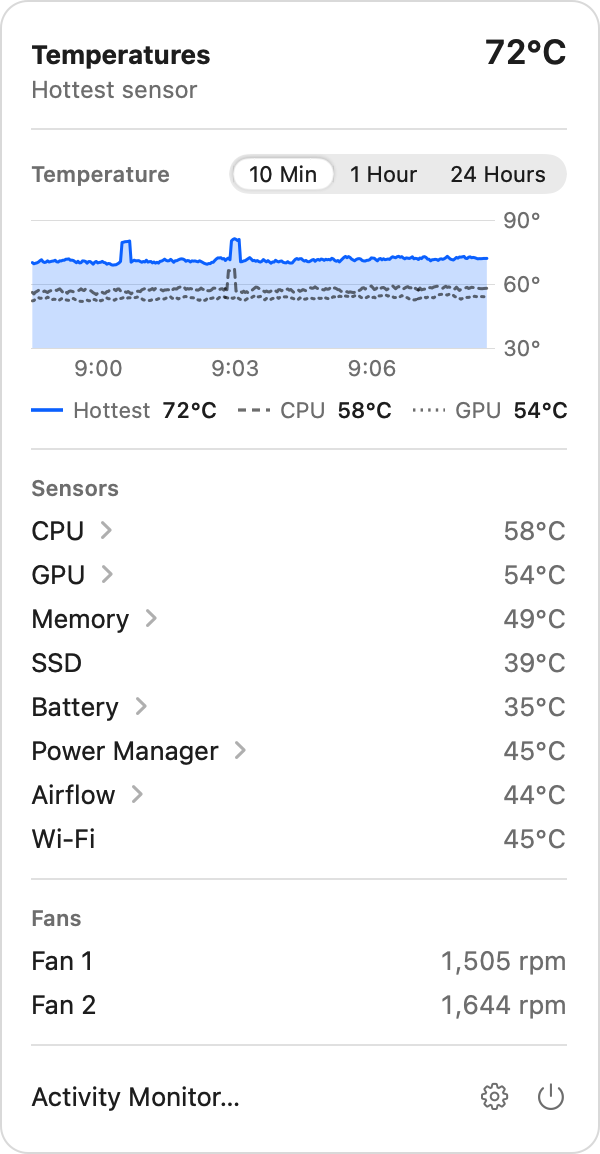 Temperatures 72°C
Hottest sensor
Temperature 10 Min 1 Hour 24 Hours
90°
60°
30°
9:00 9:03 9:06
Hottest 72°C CPU 58°C GPU 54°C
Sensors
CPU 58°C
GPU 54°C
Memory 49°C
SSD 39°C
Battery 35°C
Power Manager 45°C
Airflow 44°C
Wi-Fi 45°C
Fans
Fan 1 1,505 rpm
Fan 2 1,644 rpm
Activity Monitor...